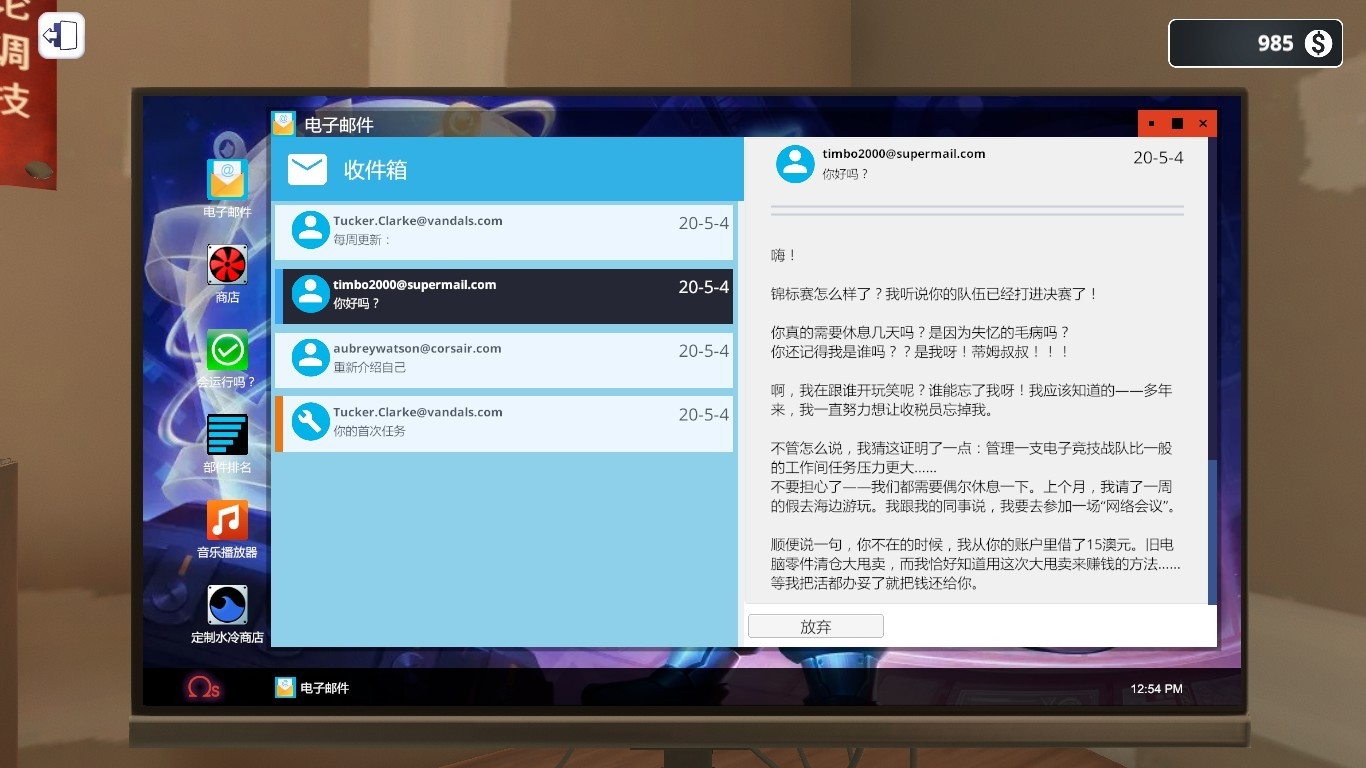 调
技
985
电子邮件
收件箱
Tucker.Clarke@vandals.com
20-5-4
每周更新：
timbo2000@supermail.com
20-5-4
你好吗？
aubreywatson@corsair.com
20-5-4
重新介绍自己
Tucker.Clarke@vandals.com
20-5-4
你的首次任务
timbo2000@supermail.com
20-5-4
你好吗？
嗨！
锦标赛怎么样了？我听说你的队伍已经打进决赛了！
你真的需要休息几天吗？是因为失忆的毛病吗？
你还记得我是谁吗？？是我呀！蒂姆叔叔！！！
啊，我在跟谁开玩笑呢？谁能忘了我呀！我应该知道的——多年
来，我一直努力想让收税员忘掉我。
不管怎么说，我猜这证明了一点：管理一支电子竞技战队比一般
的工作间任务压力更大......
不要担心了——我们都需要偶尔休息一下。上个月，我请了一周
的假去海边游玩。我跟我的同事说，我要去参加一场“网络会议”。
顺便说一句，你不在的时候，我从你的账户里借了15澳元。旧电
脑零件清仓大甩卖，而我恰好知道用这次大甩卖来赚钱的方法......
等我把活都办妥了就把钱还给你。
放弃
电子邮件
商店
会运行吗？
部件排名
音乐播放器
定制水冷商店
Ωs
电子邮件
12:54 PM